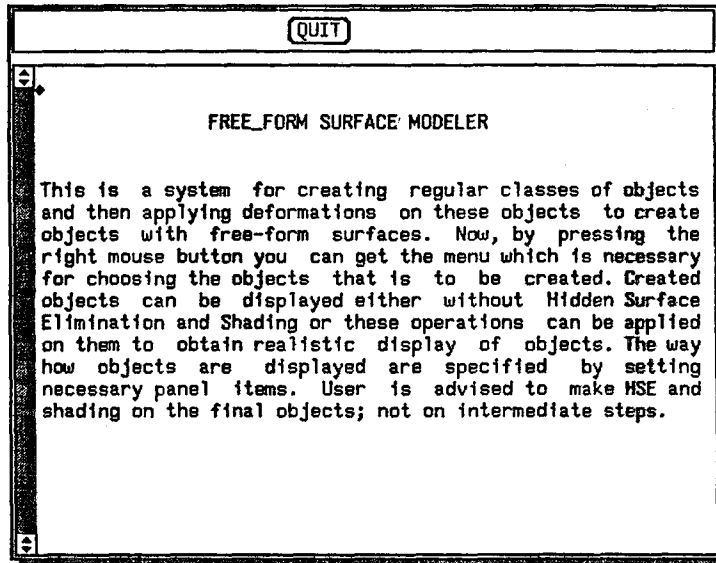 QUIT
FREE_FORM SURFACE MODELER
This is a system for creating regular classes of objects
and then applying deformations on these objects to create
objects with free-form surfaces. Now, by pressing the
right mouse button you can get the menu which is necessary
for choosing the objects that is to be created. Created
objects can be displayed either without Hidden Surface
Elimination and Shading or these operations can be applied
on them to obtain realistic display of objects. The way
how objects are displayed are specified by setting
necessary panel items. User is advised to make HSE and
shading on the final objects; not on intermediate steps.